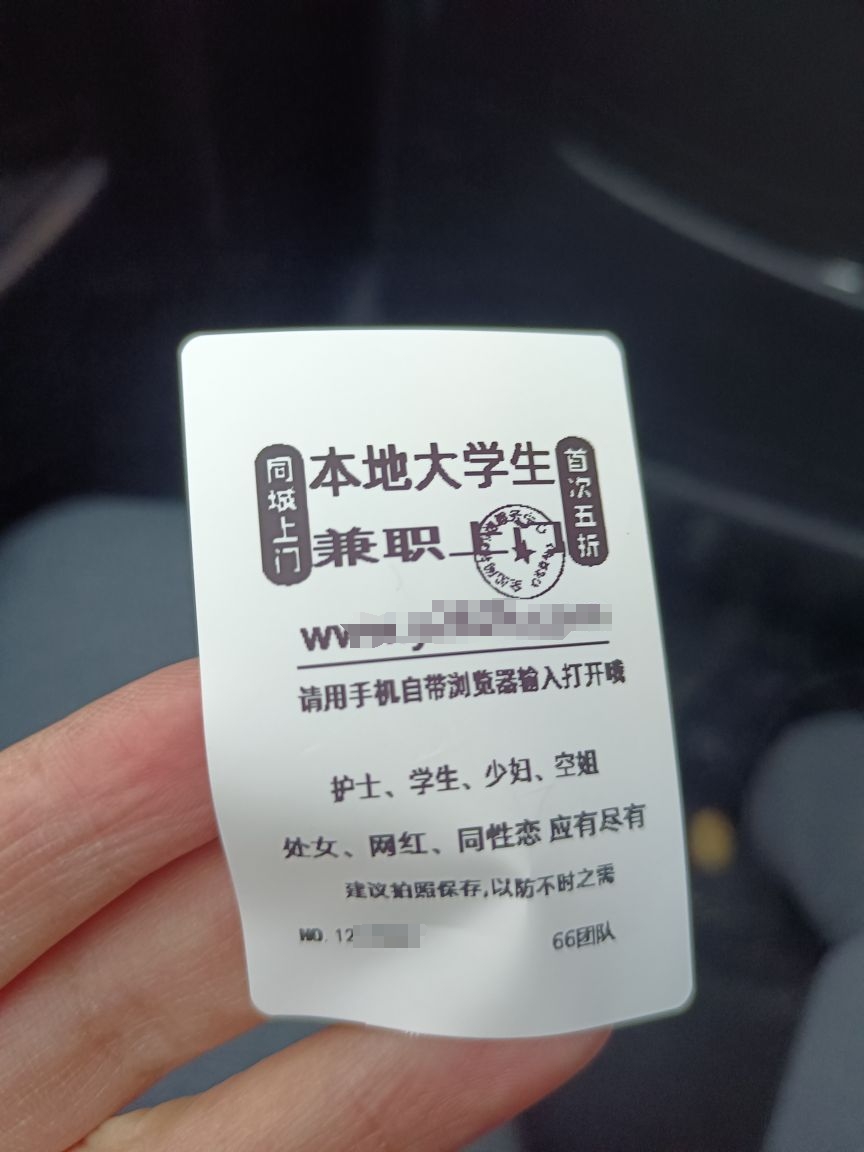 同城上门
本地大学生
首次五折
兼职上门
请用手机自带浏览器输入打开哦
护士、学生、少妇、空姐
处女、网红、同性恋 应有尽有
建议拍照保存,以防不时之需
NO. 12
66团队